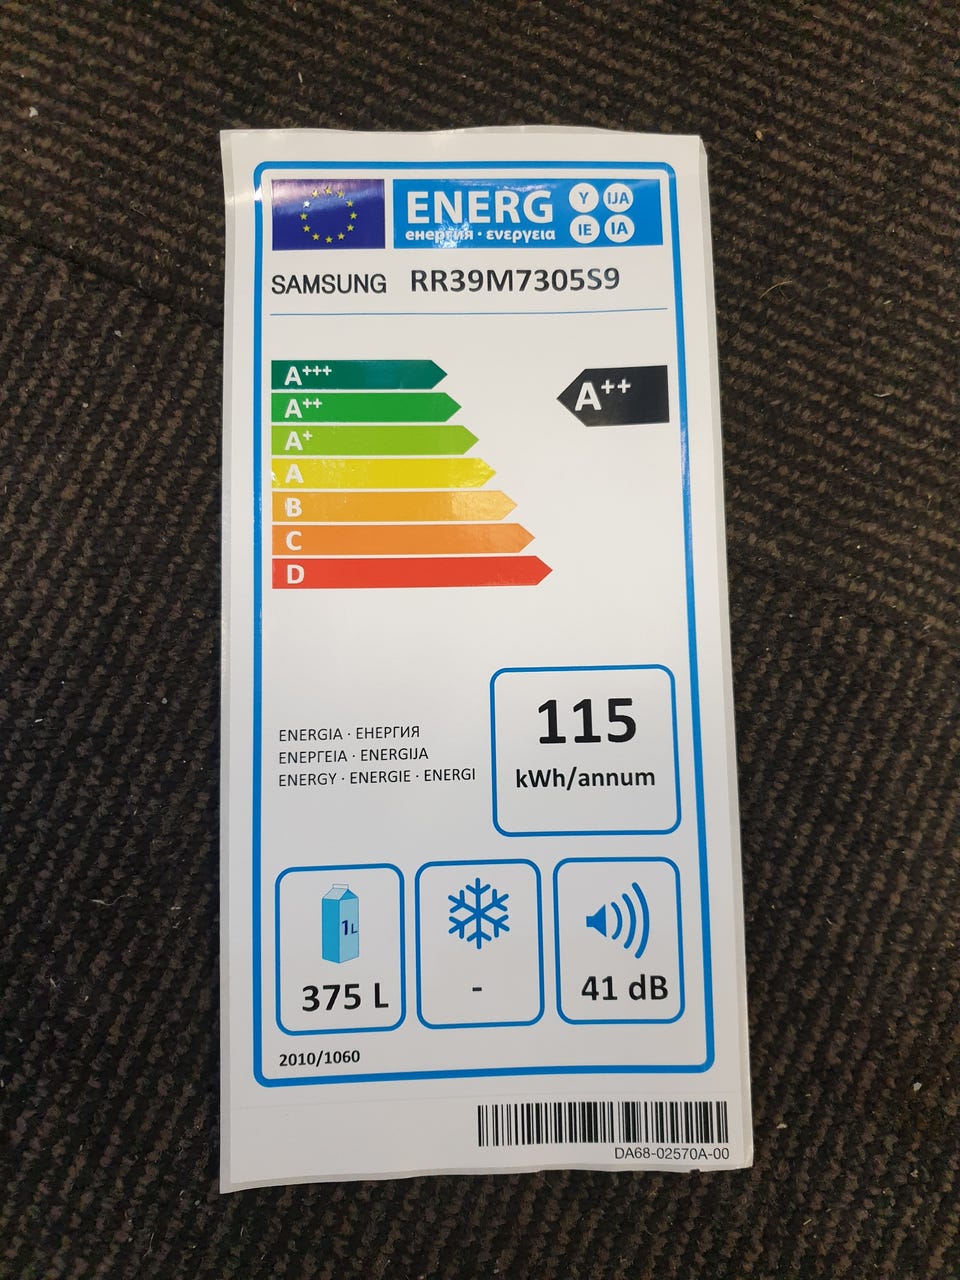 ENERG Y IJA
енергия · ενεργεια IE IA
SAMSUNG RR39M7305S9
A+++
A++
A++
A+
A
B
C
D
115
ENERGIA · ЕНЕРГИЯ
ΕΝΕΡΓΕΙΑ · ENERGIJA
ENERGY · ENERGIE · ENERGI
kWh/annum
1L
375 L
-
41 dB
2010/1060
DA68-02570A-00